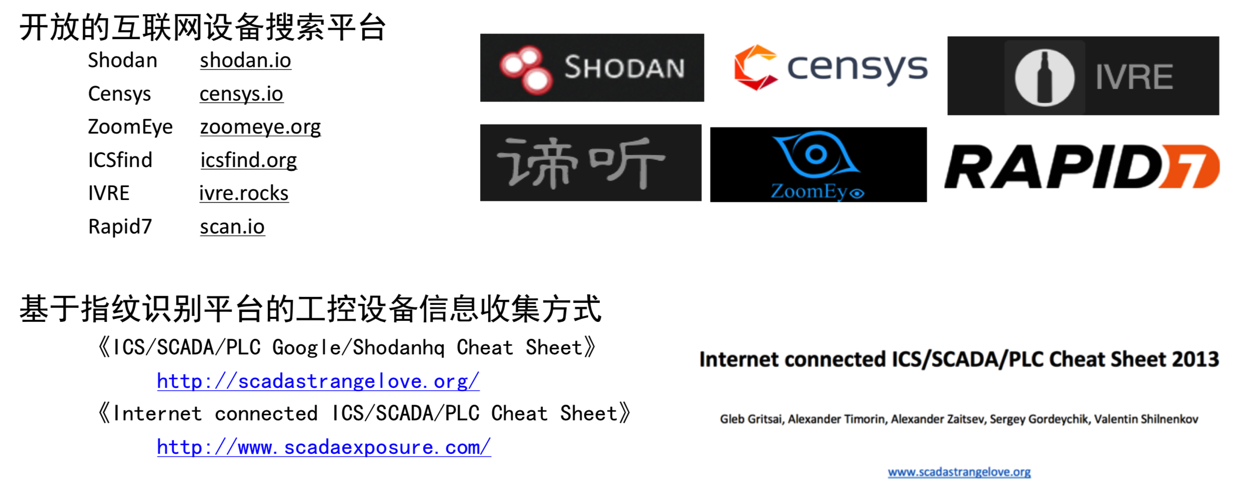 开放的互联网设备搜索平台
Shodan shodan.io
Censys censys.io
ZoomEye zoomeye.org
ICSfind icsfind.org
IVRE ivre.rocks
Rapid7 scan.io
SHODAN
censys
IVRE
谛听
ZoomEye
RAPID7
基于指纹识别平台的工控设备信息收集方式
《ICS/SCADA/PLC Google/Shodanhq Cheat Sheet》
http://scadastrangelove.org/
《Internet connected ICS/SCADA/PLC Cheat Sheet》
http://www.scadaexposure.com/
Internet connected ICS/SCADA/PLC Cheat Sheet 2013
Gleb Gritsai, Alexander Timorin, Alexander Zaitsev, Sergey Gordeychik, Valentin Shilnenkov
www.scadastrangelove.org